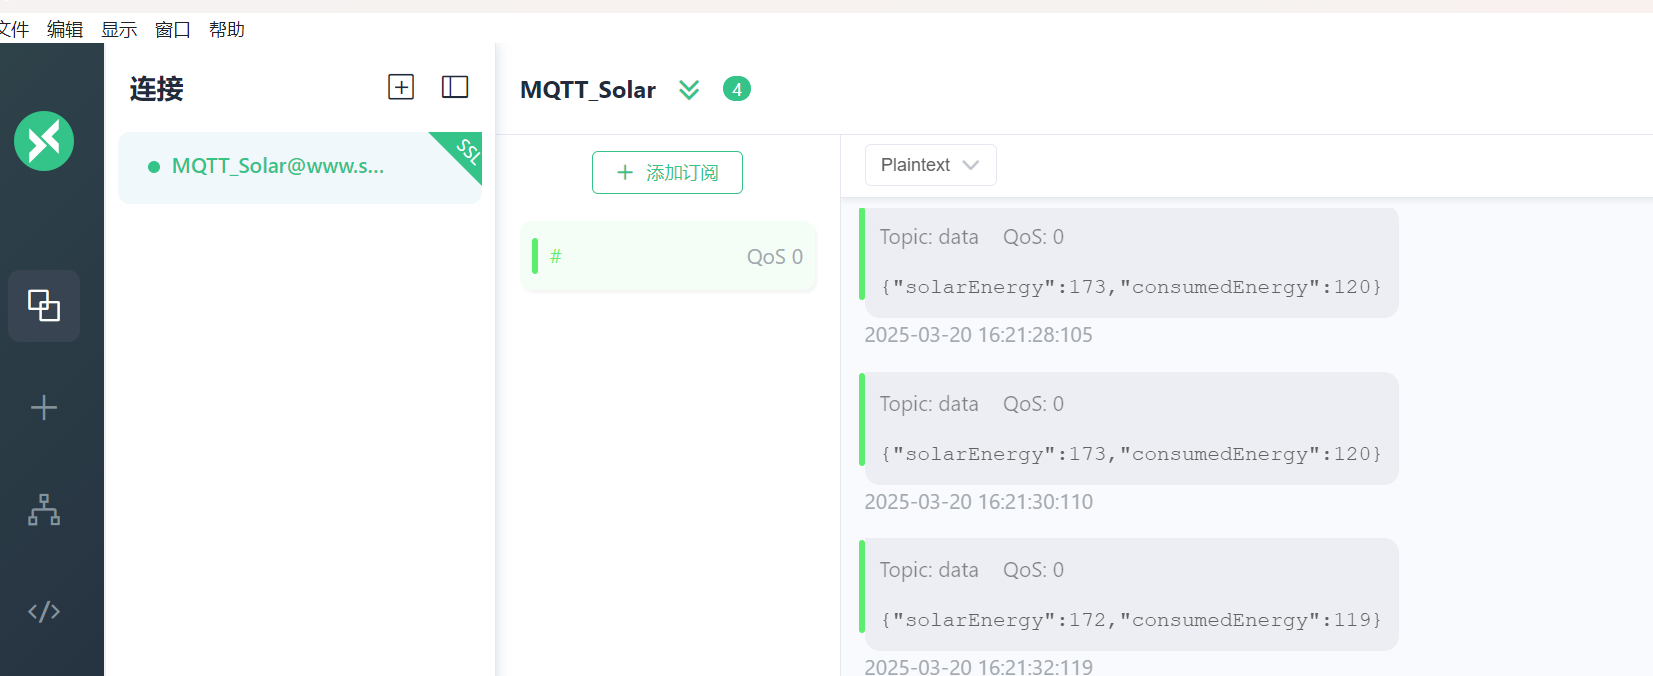 文件 编辑 显示 窗口 帮助
连接
MQTT_Solar@www.s...
SSL
MQTT_Solar 4
添加订阅
# QoS 0
Plaintext
Topic: data QoS: 0
{"solarEnergy":173,"consumedEnergy":120}
2025-03-20 16:21:28:105
Topic: data QoS: 0
{"solarEnergy":173,"consumedEnergy":120}
2025-03-20 16:21:30:110
Topic: data QoS: 0
{"solarEnergy":172,"consumedEnergy":119}
2025-03-20 16:21:32:119